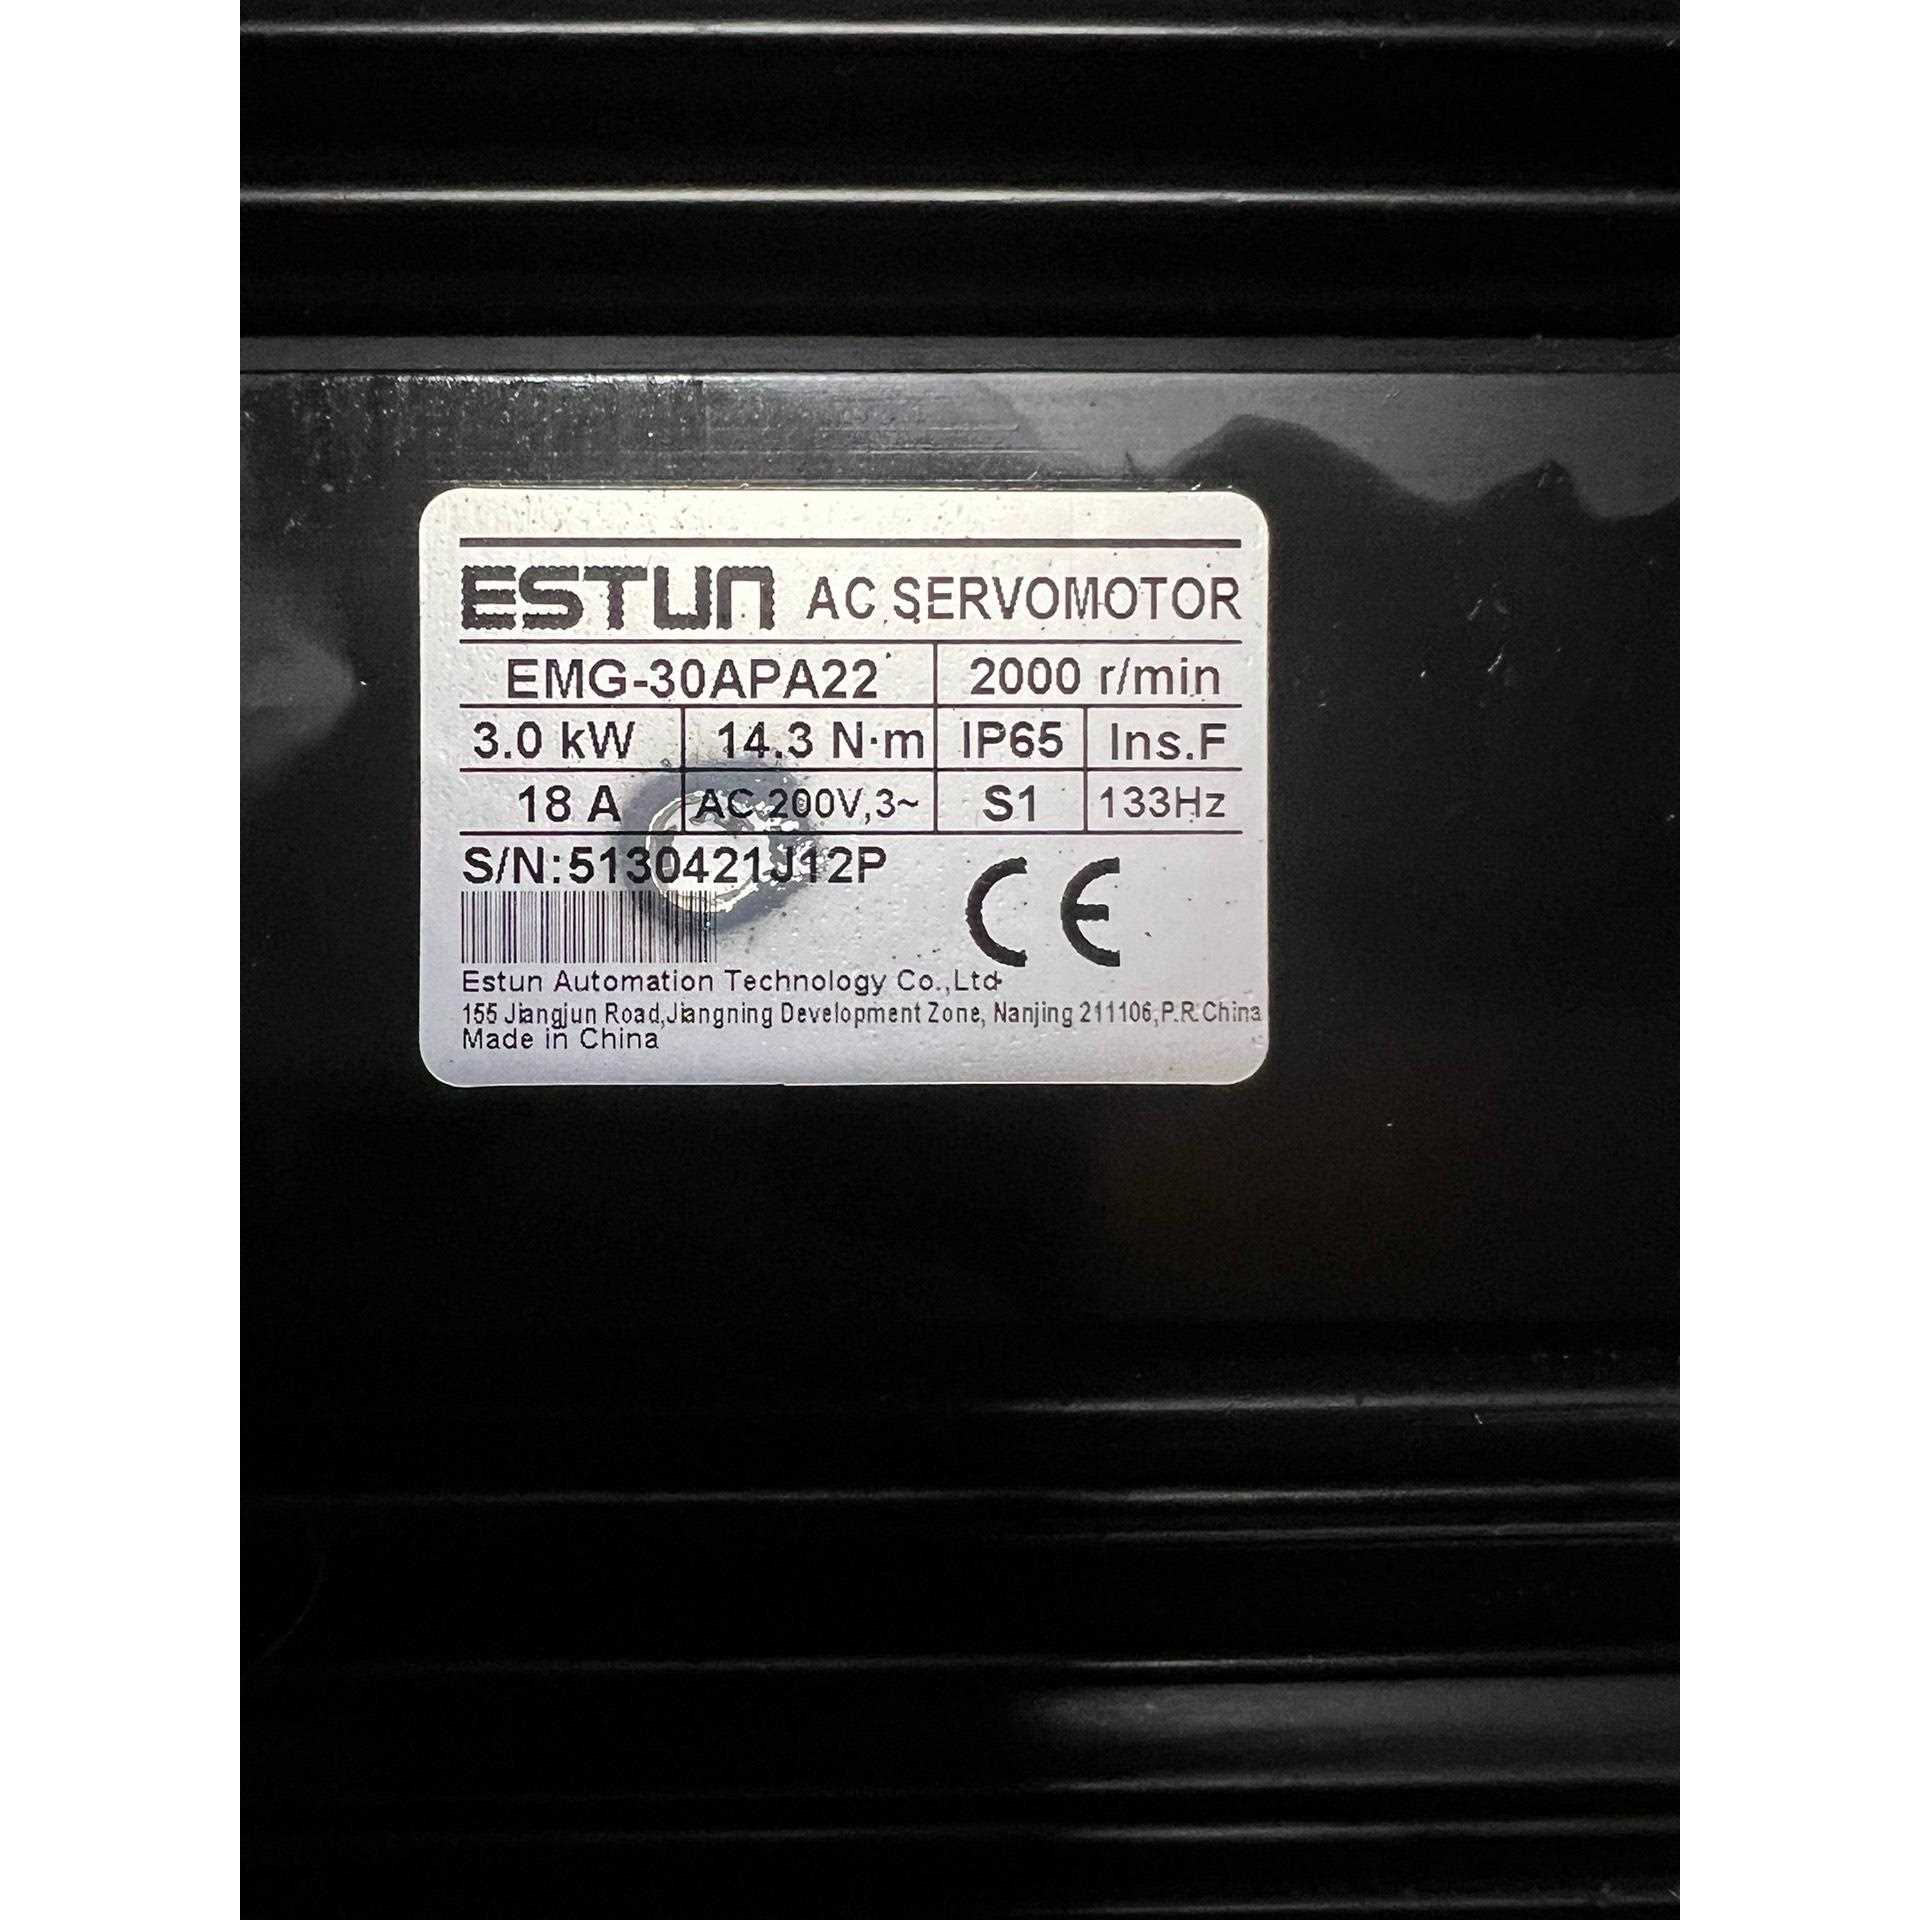 ESTUN AC SERVOMOTOR
EMG-30APA22 2000 r/min
3.0 kW 14.3 N·m IP65 Ins.F
18 A AC 200V,3~ S1 133Hz
S/N:5130421J12P
CE
Estun Automation Technology Co.,Ltd
155 Jiangjun Road,Jiangning Development Zone, Nanjing 211106,P.R.China
Made in China